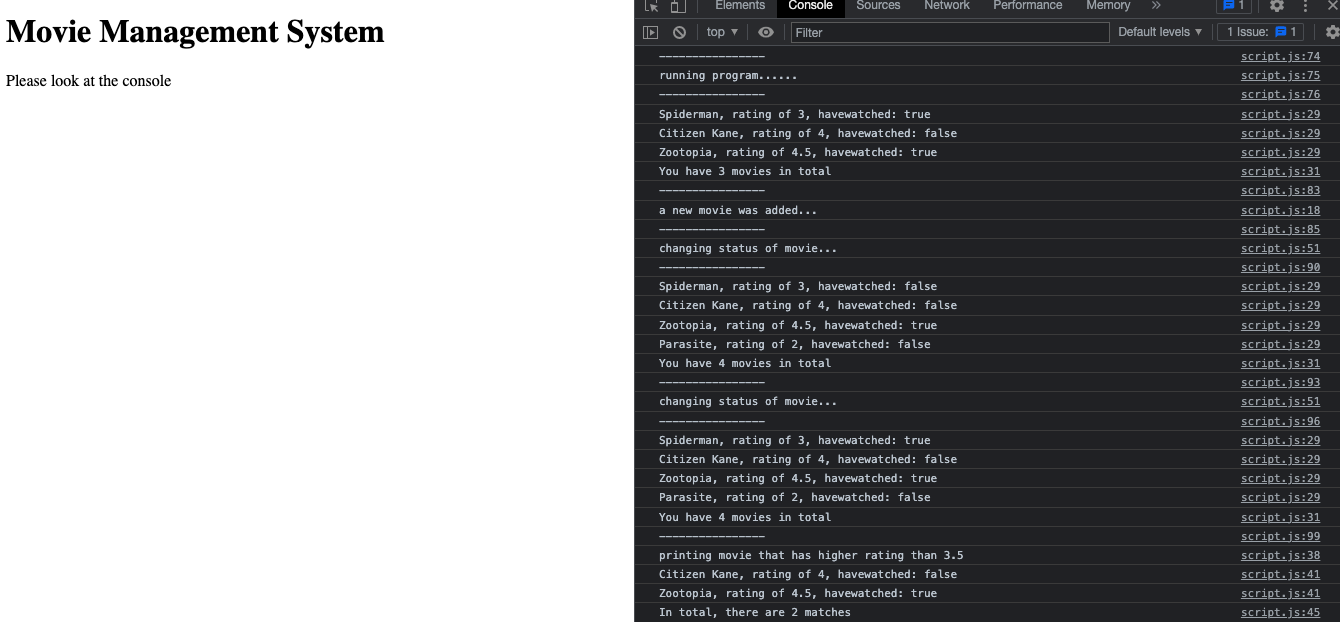 Movie Management System
Please look at the console
Elements Console Sources Network Performance Memory » 1
top ▼ Filter Default levels ▼ 1 Issue: 1
---------------- script.js:74
running program...... script.js:75
---------------- script.js:76
Spiderman, rating of 3, havewatched: true script.js:29
Citizen Kane, rating of 4, havewatched: false script.js:29
Zootopia, rating of 4.5, havewatched: true script.js:29
You have 3 movies in total script.js:31
---------------- script.js:83
a new movie was added... script.js:18
---------------- script.js:85
changing status of movie... script.js:51
---------------- script.js:90
Spiderman, rating of 3, havewatched: false script.js:29
Citizen Kane, rating of 4, havewatched: false script.js:29
Zootopia, rating of 4.5, havewatched: true script.js:29
Parasite, rating of 2, havewatched: false script.js:29
You have 4 movies in total script.js:31
---------------- script.js:93
changing status of movie... script.js:51
---------------- script.js:96
Spiderman, rating of 3, havewatched: true script.js:29
Citizen Kane, rating of 4, havewatched: false script.js:29
Zootopia, rating of 4.5, havewatched: true script.js:29
Parasite, rating of 2, havewatched: false script.js:29
You have 4 movies in total script.js:31
---------------- script.js:99
printing movie that has higher rating than 3.5 script.js:38
Citizen Kane, rating of 4, havewatched: false script.js:41
Zootopia, rating of 4.5, havewatched: true script.js:41
In total, there are 2 matches script.js:45